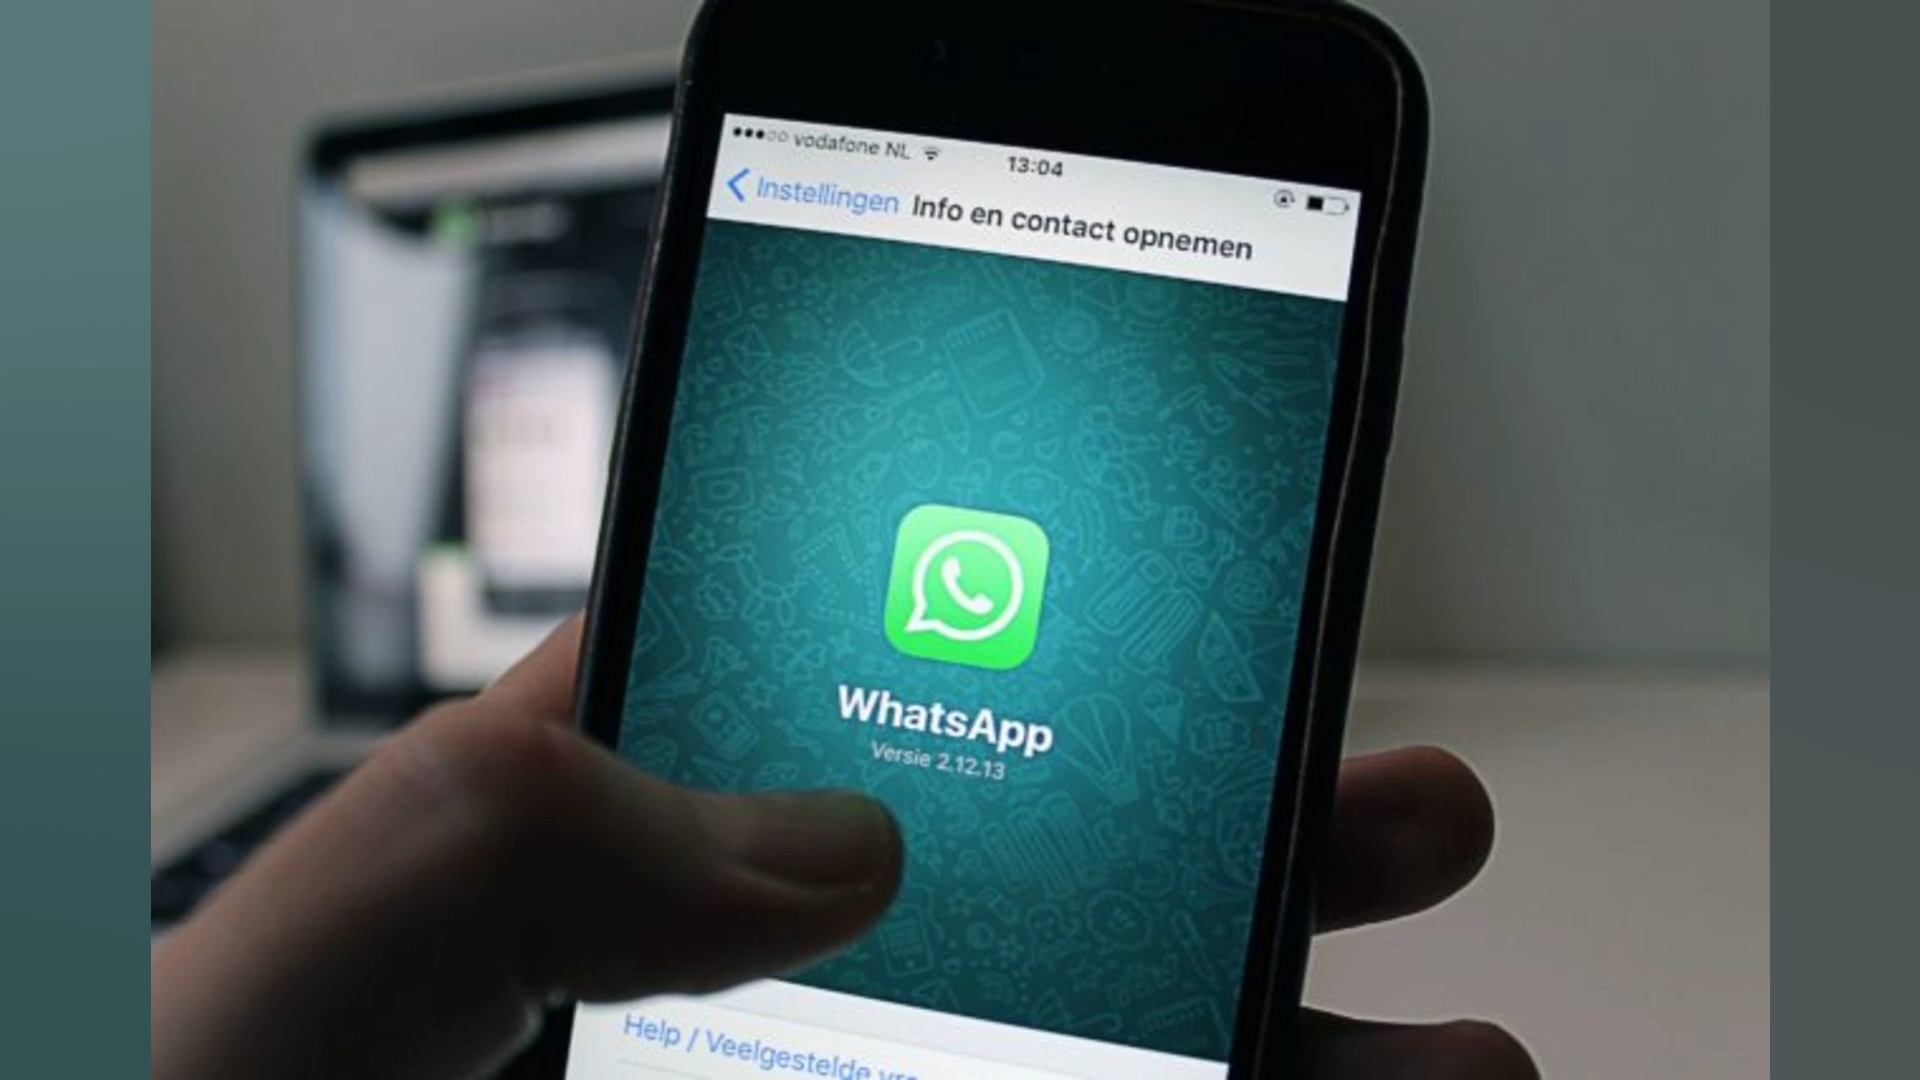 vodafone NL 13:04
Instellingen Info en contact opnemen
WhatsApp
Versie 2.12.13
Help / Veelgestelde